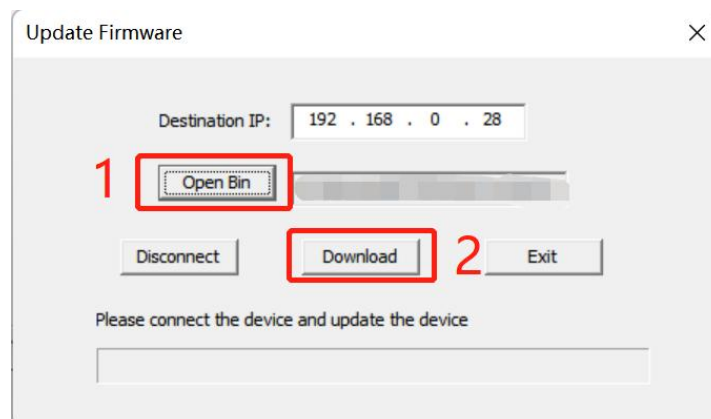 Update Firmware
Destination IP: 192 . 168 . 0 . 28
1 Open Bin
Disconnect Download 2 Exit
Please connect the device and update the device